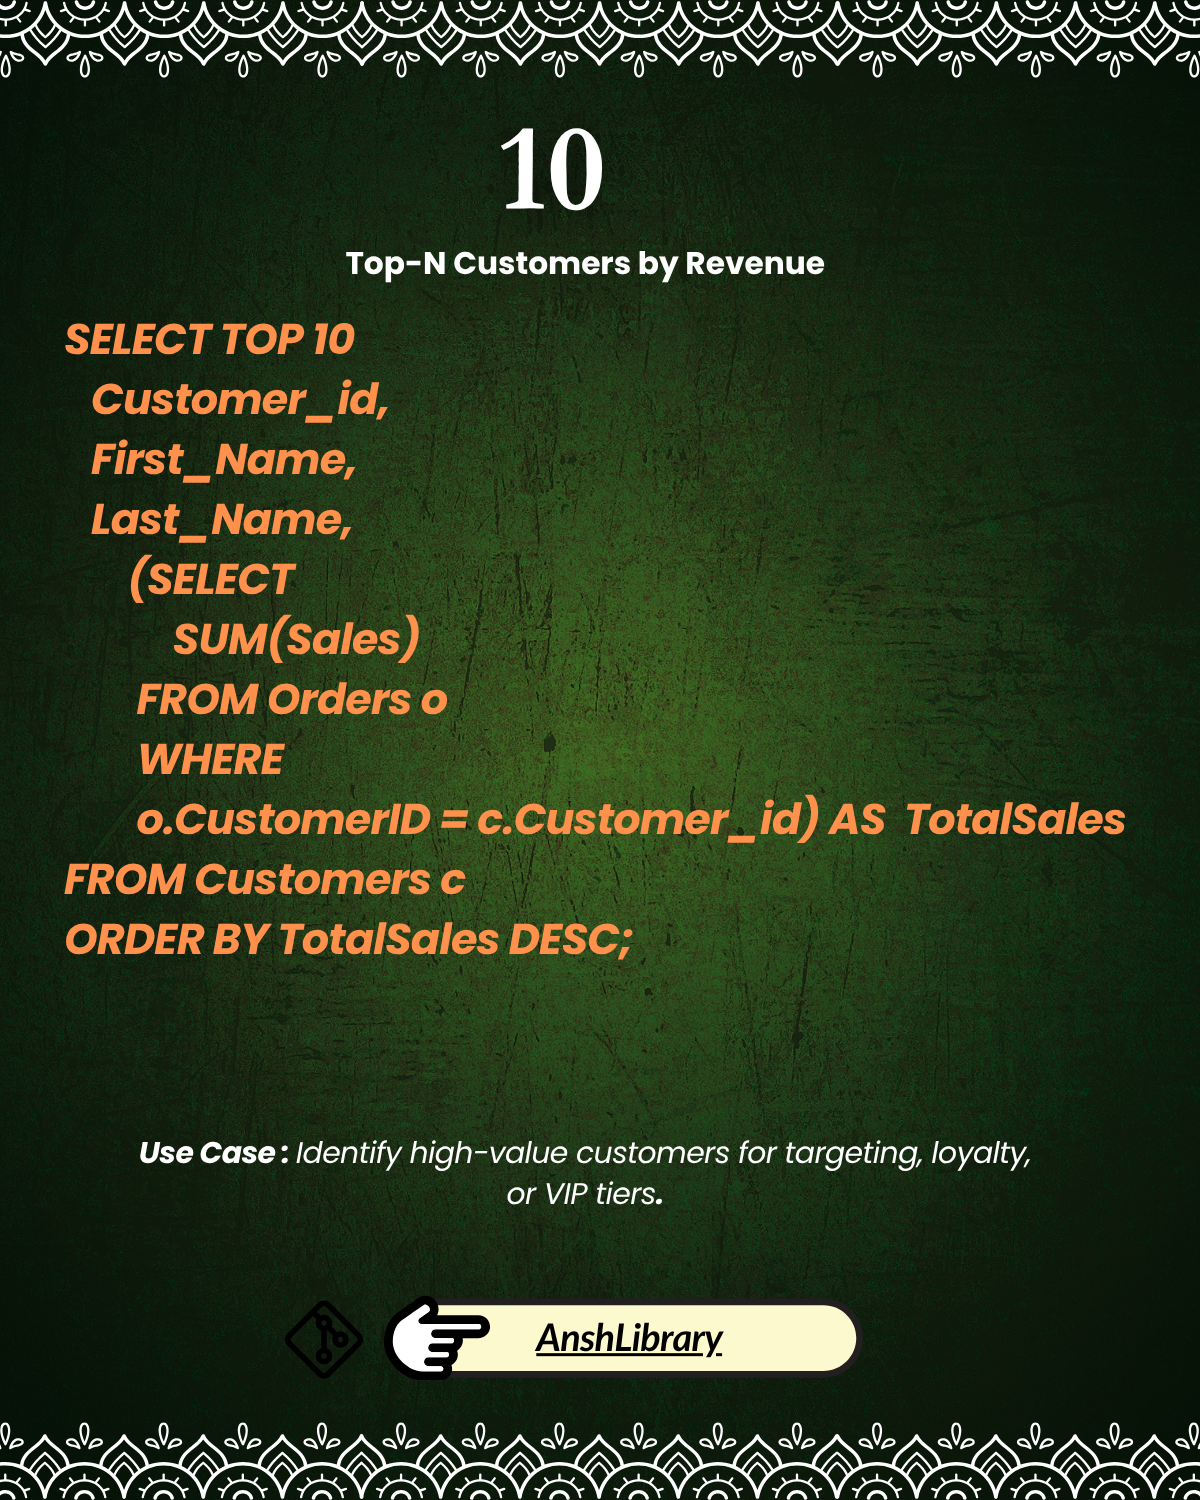 10
Top-N Customers by Revenue
SELECT TOP 10
Customer_id,
First_Name,
Last_Name,
(SELECT
SUM(Sales)
FROM Orders o
WHERE
o.CustomerID = c.Customer_id) AS TotalSales
FROM Customers c
ORDER BY TotalSales DESC;
Use Case : Identify high-value customers for targeting, loyalty,
or VIP tiers.
AnshLibrary